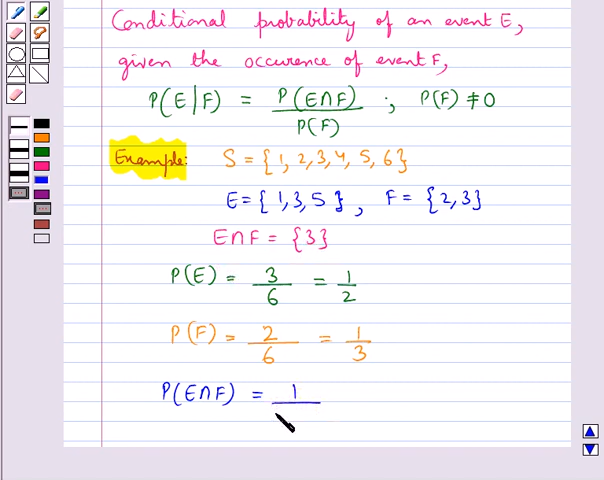 Conditional probability of an event E,
given the occurence of event F,
P(E|F) = P(E∩F) / P(F) ; P(F) ≠ 0
Example: S = {1, 2, 3, 4, 5, 6}
E = {1, 3, 5}, F = {2, 3}
E∩F = {3}
P(E) = 3/6 = 1/2
P(F) = 2/6 = 1/3
P(E∩F) = 1/